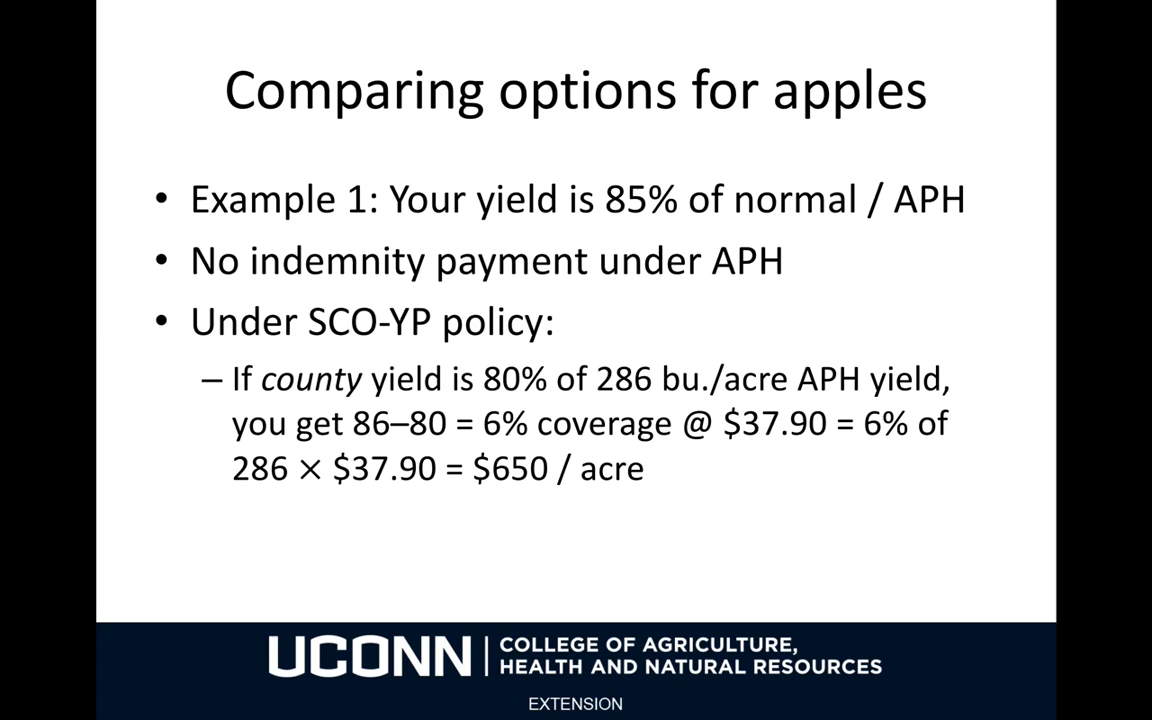 Comparing options for apples
• Example 1: Your yield is 85% of normal / APH
• No indemnity payment under APH
• Under SCO-YP policy:
– If county yield is 80% of 286 bu./acre APH yield,
you get 86–80 = 6% coverage @ $37.90 = 6% of
286 × $37.90 = $650 / acre
UCONN | COLLEGE OF AGRICULTURE,
HEALTH AND NATURAL RESOURCES
EXTENSION